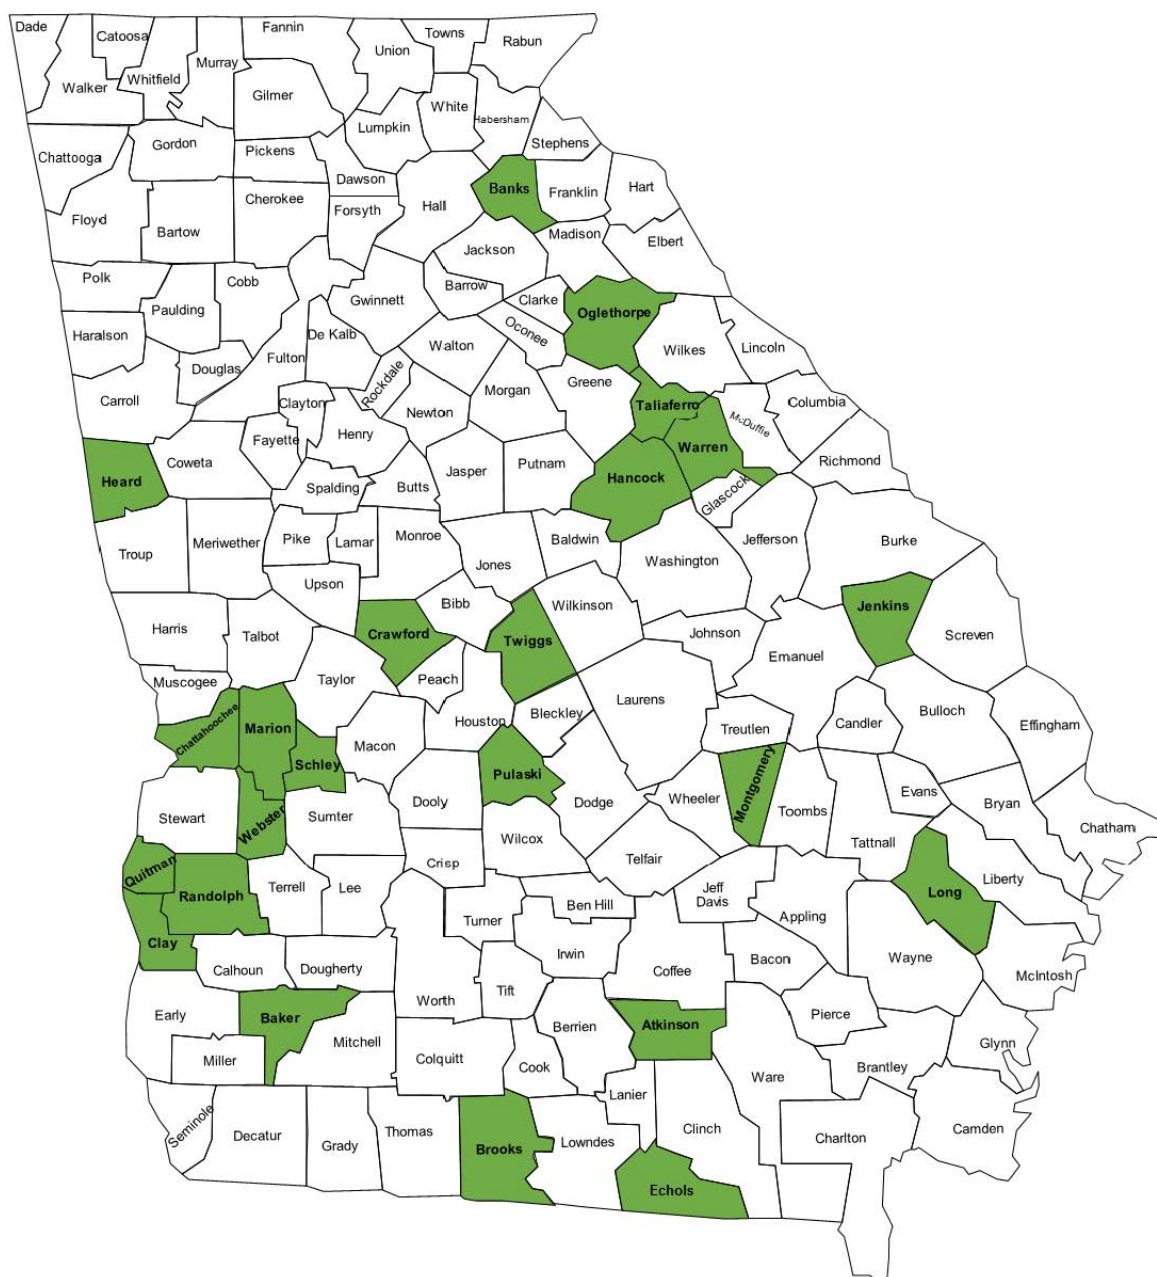 Dade
Catoosa
Fannin
Towns
Rabun
Union
Walker
Whitfield
Murray
Gilmer
White
Habersham
Lumpkin
Stephens
Chattooga
Gordon
Pickens
Dawson
Banks
Franklin
Hart
Floyd
Bartow
Cherokee
Forsyth
Hall
Madison
Elbert
Jackson
Polk
Cobb
Gwinnett
Barrow
Clarke
Oglethorpe
Paulding
Haralson
De Kalb
Oconee
Walton
Wilkes
Lincoln
Fulton
Douglas
Rockdale
Greene
Morgan
Carroll
Clayton
Newton
Taliaferro
Columbia
McDuffie
Fayette
Henry
Warren
Coweta
Heard
Spalding
Butts
Jasper
Putnam
Hancock
Richmond
Glascock
Troup
Meriwether
Pike
Lamar
Monroe
Jones
Baldwin
Washington
Jefferson
Burke
Upson
Bibb
Wilkinson
Jenkins
Harris
Talbot
Crawford
Twiggs
Johnson
Emanuel
Screven
Muscogee
Taylor
Peach
Laurens
Chattahoochee
Marion
Houston
Bleckley
Treutlen
Candler
Bulloch
Effingham
Macon
Schley
Pulaski
Montgomery
Stewart
Webster
Sumter
Dooly
Dodge
Wheeler
Toombs
Evans
Bryan
Chatham
Wilcox
Tattnall
Quitman
Randolph
Terrell
Lee
Crisp
Telfair
Long
Liberty
Jeff
Davis
Turner
Ben Hill
Appling
Clay
Calhoun
Dougherty
Irwin
Coffee
Bacon
Wayne
McIntosh
Early
Baker
Worth
Tift
Pierce
Miller
Mitchell
Berrien
Atkinson
Glynn
Colquitt
Cook
Ware
Brantley
Lanier
Seminole
Decatur
Grady
Thomas
Brooks
Lowndes
Clinch
Charlton
Camden
Echols